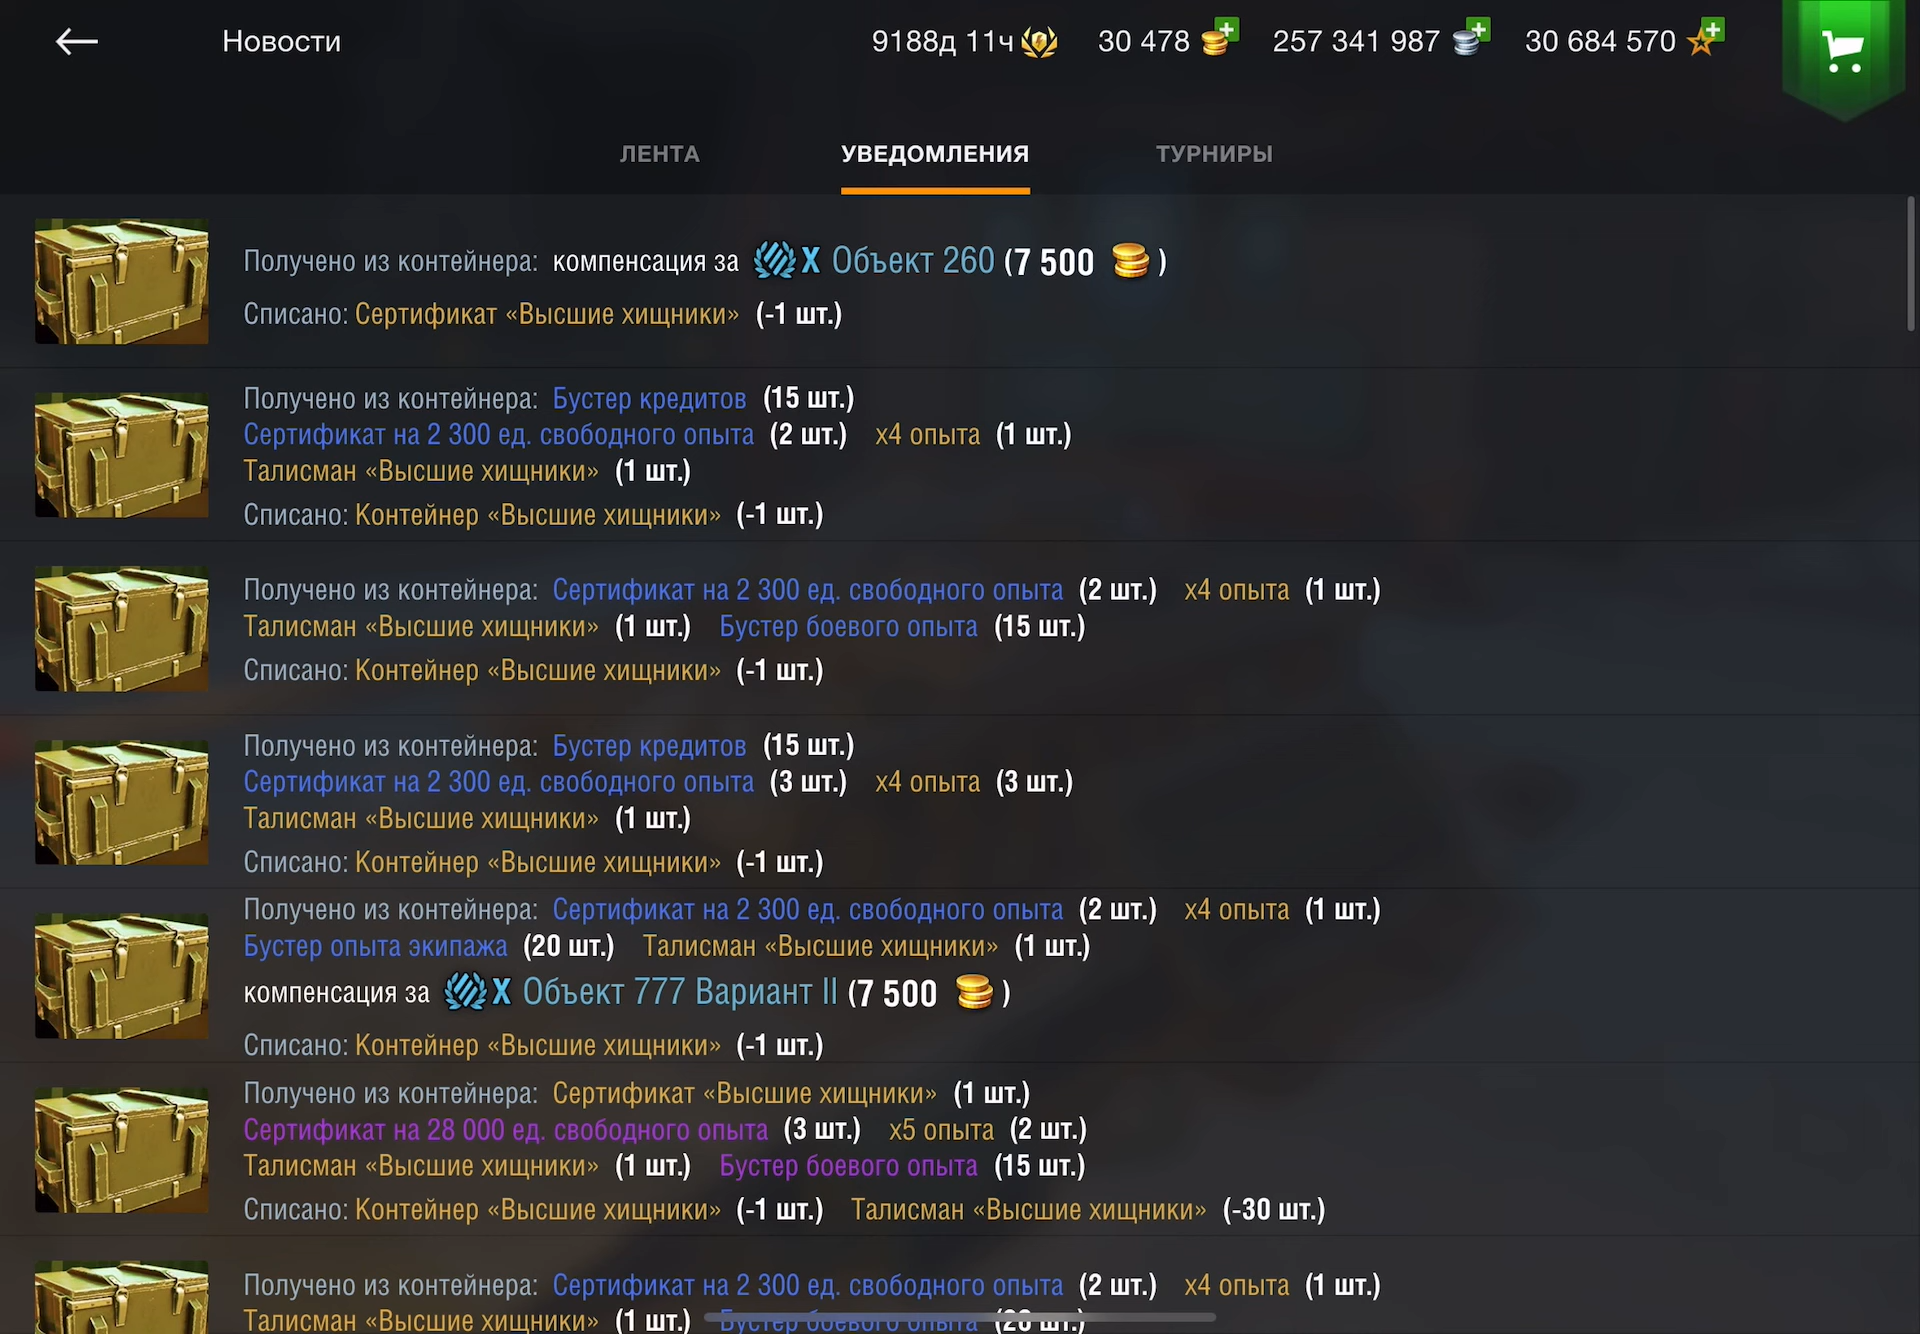 Новости
9188д 11ч 30 478 257 341 987 30 684 570
ЛЕНТА УВЕДОМЛЕНИЯ ТУРНИРЫ
Получено из контейнера: компенсация за X Объект 260 (7 500 )
Списано: Сертификат «Высшие хищники» (-1 шт.)
Получено из контейнера: Бустер кредитов (15 шт.)
Сертификат на 2 300 ед. свободного опыта (2 шт.) x4 опыта (1 шт.)
Талисман «Высшие хищники» (1 шт.)
Списано: Контейнер «Высшие хищники» (-1 шт.)
Получено из контейнера: Сертификат на 2 300 ед. свободного опыта (2 шт.) x4 опыта (1 шт.)
Талисман «Высшие хищники» (1 шт.) Бустер боевого опыта (15 шт.)
Списано: Контейнер «Высшие хищники» (-1 шт.)
Получено из контейнера: Бустер кредитов (15 шт.)
Сертификат на 2 300 ед. свободного опыта (3 шт.) x4 опыта (3 шт.)
Талисман «Высшие хищники» (1 шт.)
Списано: Контейнер «Высшие хищники» (-1 шт.)
Получено из контейнера: Сертификат на 2 300 ед. свободного опыта (2 шт.) x4 опыта (1 шт.)
Бустер опыта экипажа (20 шт.) Талисман «Высшие хищники» (1 шт.)
компенсация за X Объект 777 Вариант II (7 500 )
Списано: Контейнер «Высшие хищники» (-1 шт.)
Получено из контейнера: Сертификат «Высшие хищники» (1 шт.)
Сертификат на 28 000 ед. свободного опыта (3 шт.) x5 опыта (2 шт.)
Талисман «Высшие хищники» (1 шт.) Бустер боевого опыта (15 шт.)
Списано: Контейнер «Высшие хищники» (-1 шт.) Талисман «Высшие хищники» (-30 шт.)
Получено из контейнера: Сертификат на 2 300 ед. свободного опыта (2 шт.) x4 опыта (1 шт.)
Талисман «Высшие хищники» (1 шт.) Бустер боевого опыта